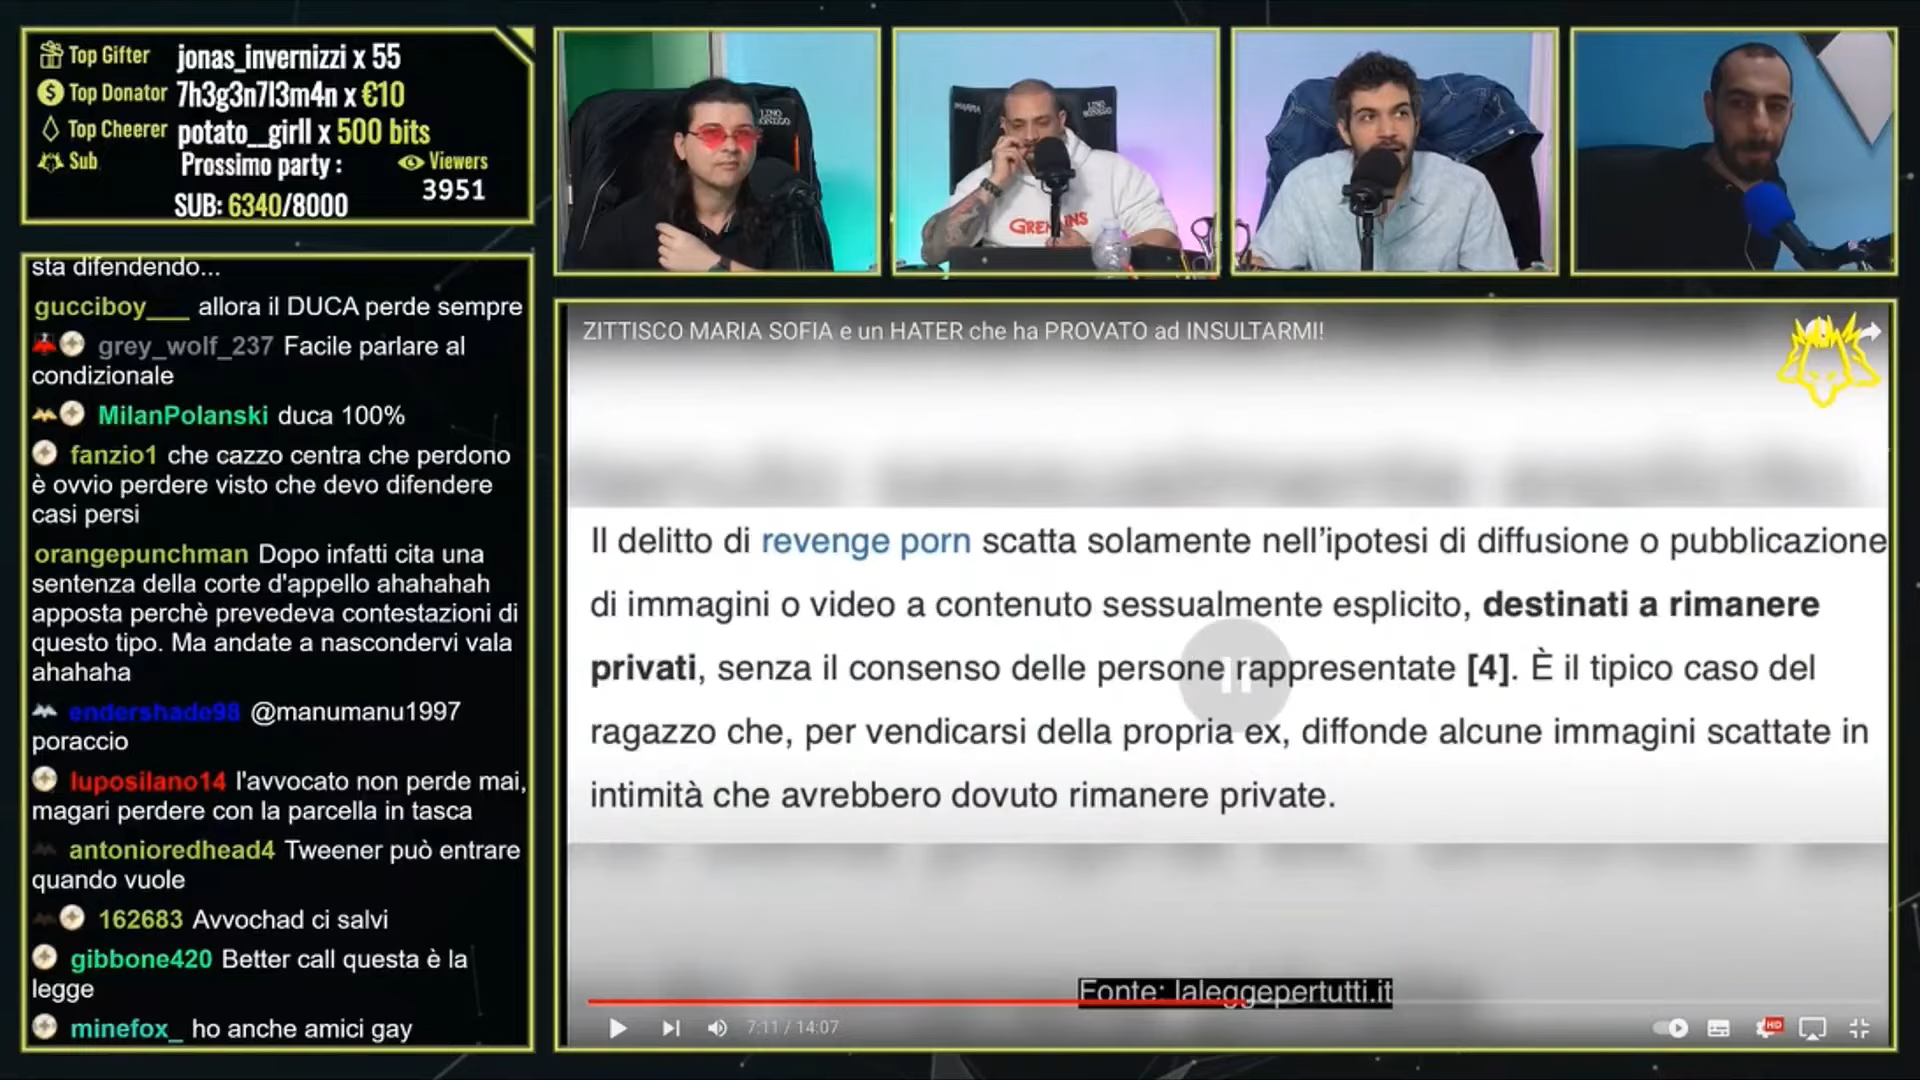 Top Gifter jonas_invernizzi x 55
Top Donator 7h3g3n7l3m4n x €10
Top Cheerer potato__girll x 500 bits
Sub Prossimo party : Viewers
SUB: 6340/8000 3951
sta difendendo...
gucciboy___ allora il DUCA perde sempre
grey_wolf_237 Facile parlare al
condizionale
MilanPolanski duca 100%
fanzio1 che cazzo centra che perdono
è ovvio perdere visto che devo difendere
casi persi
orangepunchman Dopo infatti cita una
sentenza della corte d'appello ahahahah
apposta perchè prevedeva contestazioni di
questo tipo. Ma andate a nascondervi vala
ahahaha
endershade98 @manumanu1997
poraccio
luposilano14 l'avvocato non perde mai,
magari perdere con la parcella in tasca
antonioredhead4 Tweener può entrare
quando vuole
162683 Avvochad ci salvi
gibbone420 Better call questa è la
legge
minefox_ ho anche amici gay
GREMLINS
ZITTISCO MARIA SOFIA e un HATER che ha PROVATO ad INSULTARMI!
Il delitto di revenge porn scatta solamente nell'ipotesi di diffusione o pubblicazione
di immagini o video a contenuto sessualmente esplicito, destinati a rimanere
privati, senza il consenso delle persone rappresentate [4]. È il tipico caso del
ragazzo che, per vendicarsi della propria ex, diffonde alcune immagini scattate in
intimità che avrebbero dovuto rimanere private.
Fonte: laleggepertutti.it
7:11 / 14:07
HD